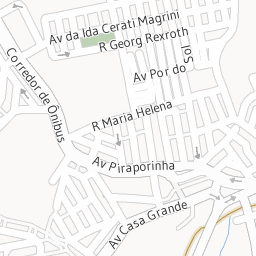 Av da Ida Cerati Magrini
R Georg Rexroth
Av Por do
Sol
Corredor de Ônibus
R Maria Helena
Av Piraporinha
Av Casa Grande